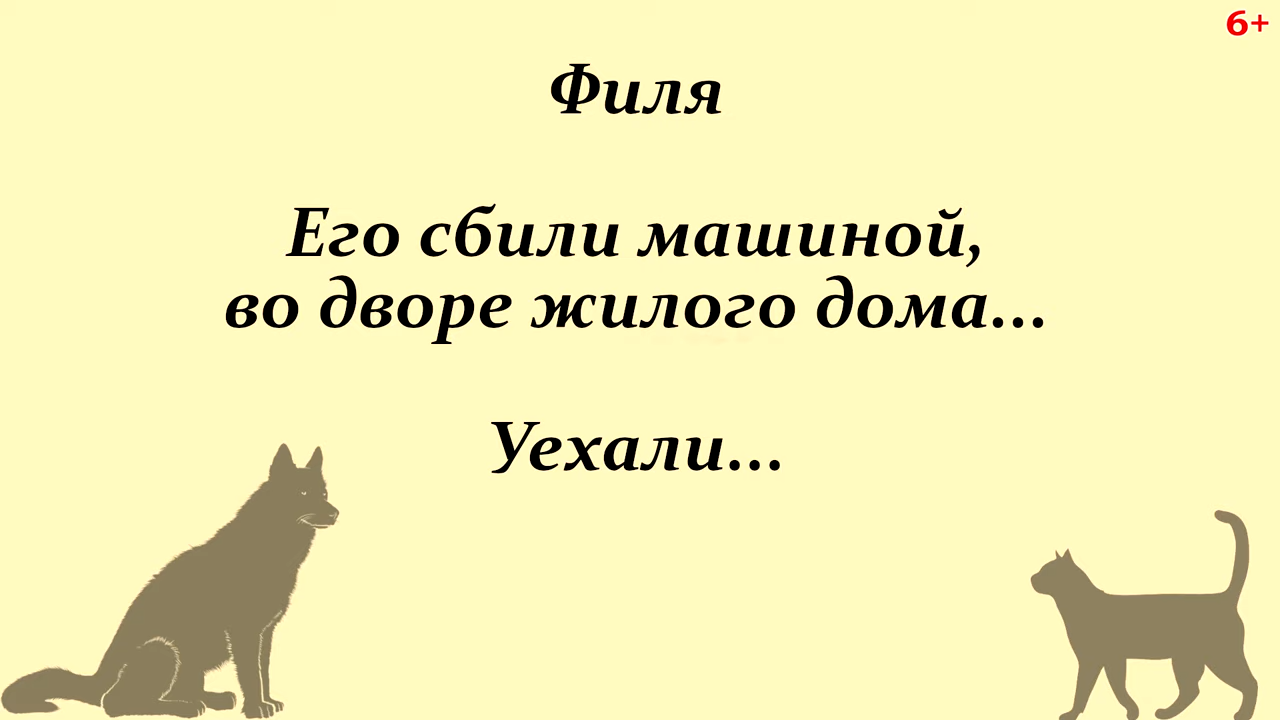 6+
Филя
Его сбили машиной,
во дворе жилого дома...
Уехали...